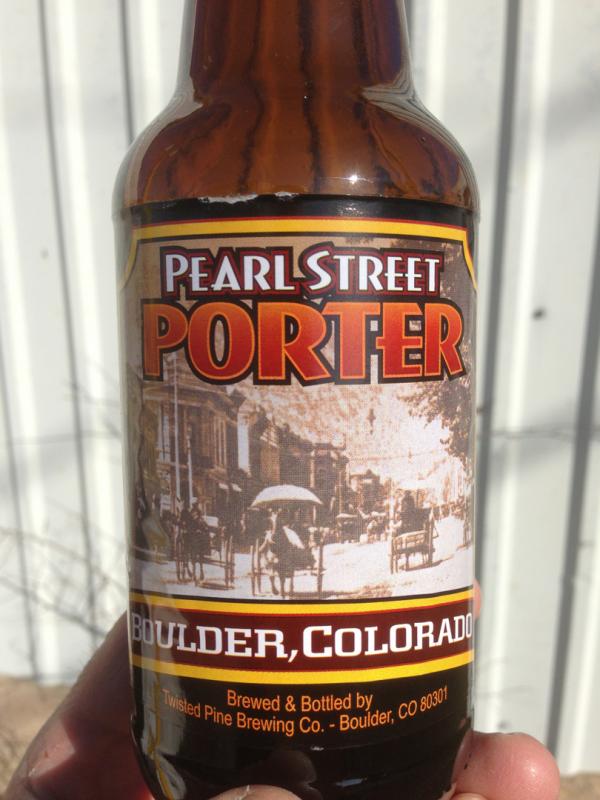 PEARL STREET
PORTER
BOULDER, COLORADO
Brewed & Bottled by
Twisted Pine Brewing Co. - Boulder, CO 80301